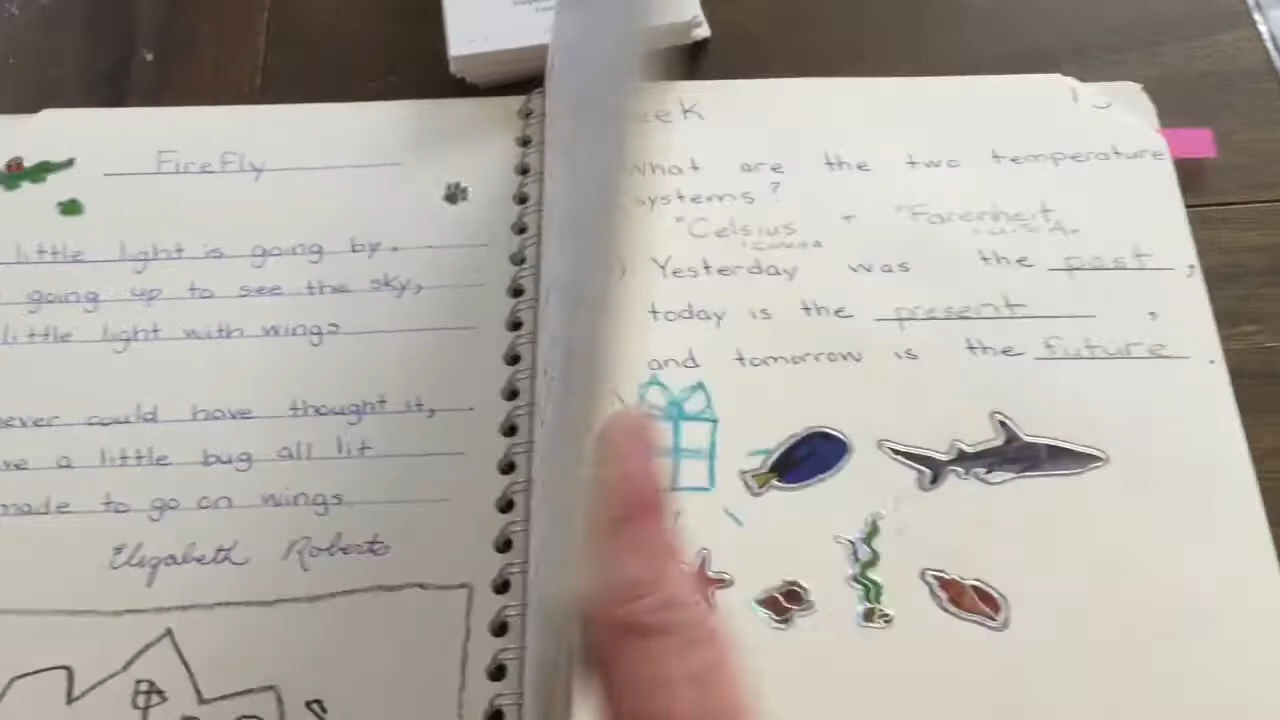 FireFly
little light is going by.
going up to see the sky,
little light with wings
ever could have thought it,
a little bug all lit
made to go on wings
Elizabeth Roberts
eek
What are the two temperature
systems?
"Celsius + "Farenheit
Canada U.S.A.
Yesterday was the past,
today is the present,
and tomorrow is the future.